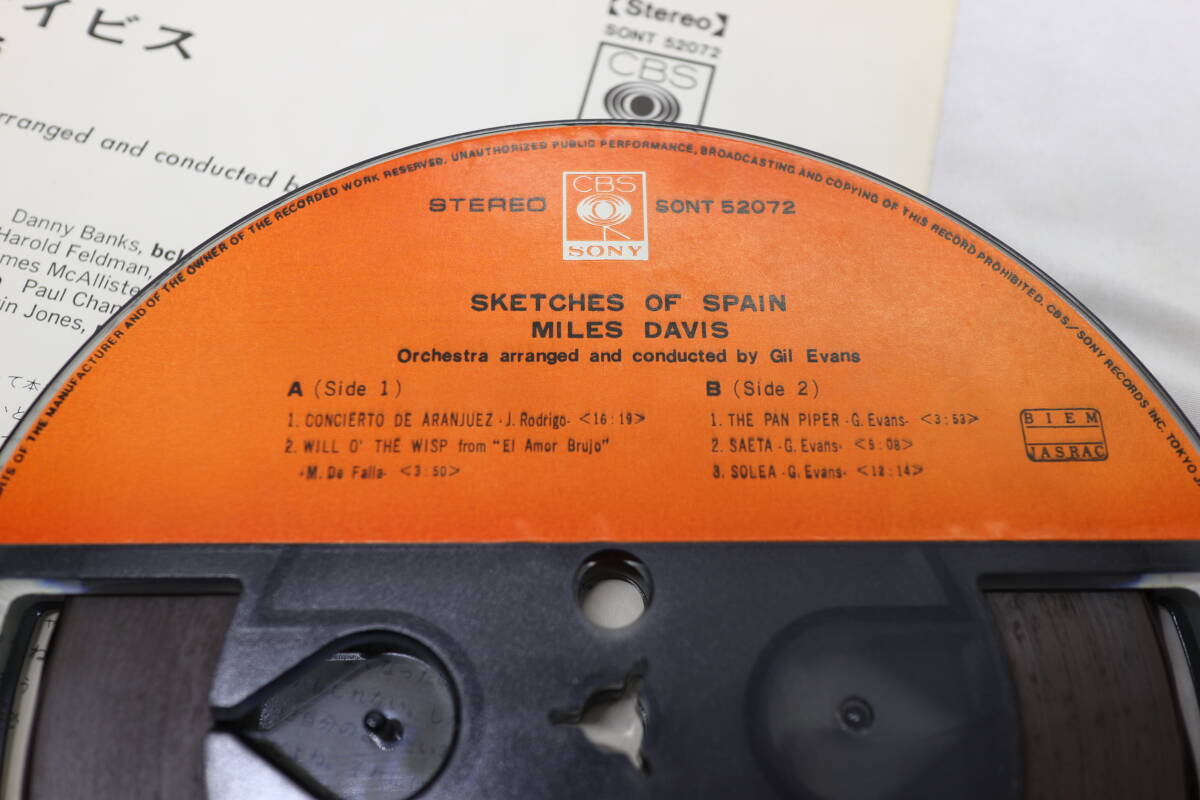 イビス
【Stereo】
SONT 52072
CBS
arranged and conducted b
Danny Banks, bcl
Harold Feldman,
James McAlliste
Paul Cham
vin Jones,
OF THE MANUFACTURER AND OF THE OWNER OF THE RECORDED WORK RESERVED. UNAUTHORIZED PUBLIC PERFORMANCE, BROADCASTING AND COPYING OF THIS RECORD PROHIBITED. CBS/SONY RECORDS INC. TOKYO
STEREO
CBS
SONY
SONT 52072
SKETCHES OF SPAIN
MILES DAVIS
Orchestra arranged and conducted by Gil Evans
A (Side 1)
1. CONCIERTO DE ARANJUEZ -J. Rodrigo- <16:19>
2. WILL O' THE WISP from "El Amor Brujo"
-M. De Falla- <3:50>
B (Side 2)
1. THE PAN PIPER -G. Evans- <3:53>
2. SAETA -G. Evans- <5:08>
3. SOLEA -G. Evans- <12:14>
BIEM
JASRAC